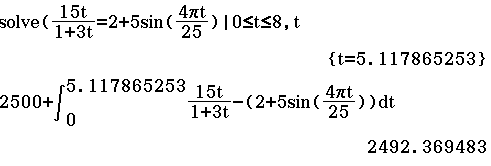 solve(15t/1+3t=2+5sin(4πt/25)|0≤t≤8,t
{t=5.117865253}
2500+∫0 5.117865253 15t/1+3t-(2+5sin(4πt/25))dt
2492.369483